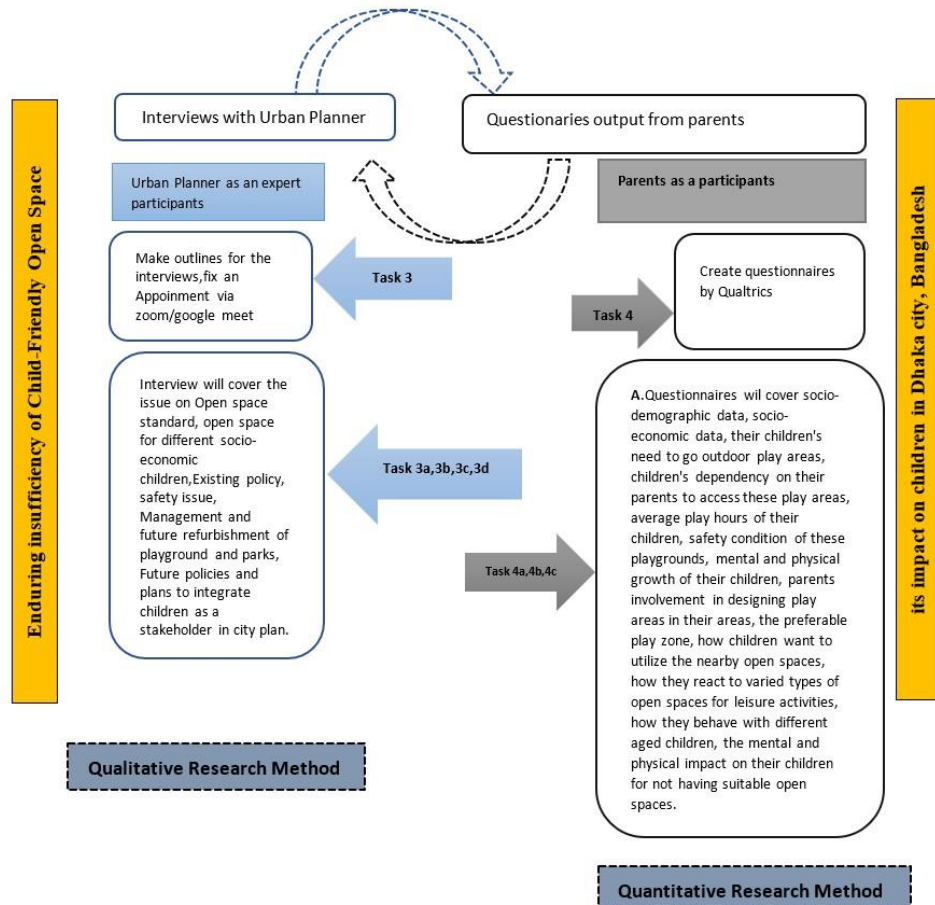 Enduring insufficiency of Child-Friendly Open Space
Interviews with Urban Planner
Urban Planner as an expert
participants
Make outlines for the
interviews,fix an
Appointment via
zoom/google meet
Task 3
Interview will cover the
issue on Open space
standard, open space
for different socio-
economic
children,Existing policy,
safety issue,
Management and
future refurbishment of
playground and parks,
Future policies and
plans to integrate
children as a
stakeholder in city plan.
Task 3a,3b,3c,3d
Qualitative Research Method
Questionaries output from parents
Parents as a participants
Task 4
Create questionnaires
by Qualtrics
Task 4a,4b,4c
A.Questionnaires wil cover socio-
demographic data, socio-
economic data, their children's
need to go outdoor play areas,
children's dependency on their
parents to access these play areas,
average play hours of their
children, safety condition of these
playgrounds, mental and physical
growth of their children, parents
involvement in designing play
areas in their areas, the preferable
play zone, how children want to
utilize the nearby open spaces,
how they react to varied types of
open spaces for leisure activities,
how they behave with different
aged children, the mental and
physical impact on their children
for not having suitable open
spaces.
Quantitative Research Method
its impact on children in Dhaka city, Bangladesh